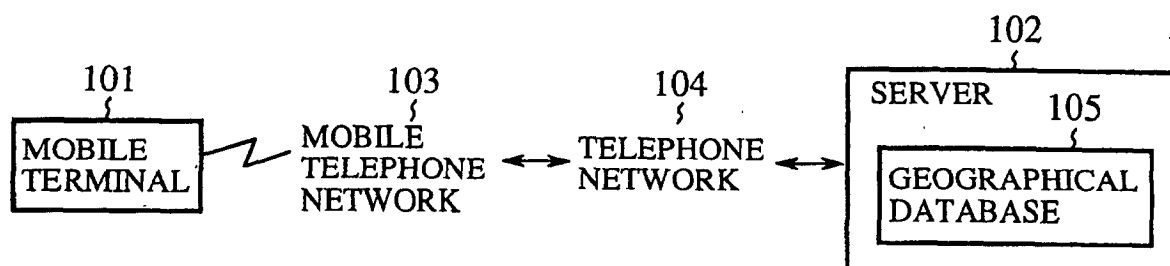 102
101
103
104
SERVER
105
MOBILE
TERMINAL
MOBILE
TELEPHONE
NETWORK
TELEPHONE
NETWORK
GEOGRAPHICAL
DATABASE